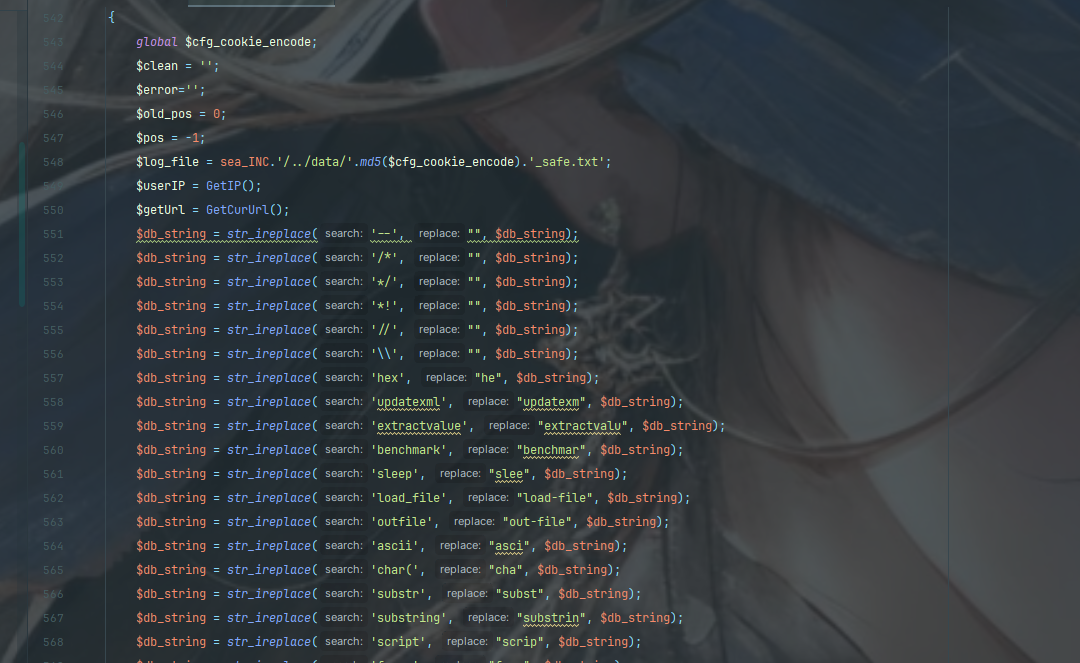 542 {
543 global $cfg_cookie_encode;
544 $clean = '';
545 $error='';
546 $old_pos = 0;
547 $pos = -1;
548 $log_file = sea_INC.'/../data/'.md5($cfg_cookie_encode).'_safe.txt';
549 $userIP = GetIP();
550 $getUrl = GetCurUrl();
551 $db_string = str_ireplace( search: '--', replace: "", $db_string);
552 $db_string = str_ireplace( search: '/*', replace: "", $db_string);
553 $db_string = str_ireplace( search: '*/', replace: "", $db_string);
554 $db_string = str_ireplace( search: '*!', replace: "", $db_string);
555 $db_string = str_ireplace( search: '//', replace: "", $db_string);
556 $db_string = str_ireplace( search: '\\', replace: "", $db_string);
557 $db_string = str_ireplace( search: 'hex', replace: "he", $db_string);
558 $db_string = str_ireplace( search: 'updatexml', replace: "updatexm", $db_string);
559 $db_string = str_ireplace( search: 'extractvalue', replace: "extractvalu", $db_string);
560 $db_string = str_ireplace( search: 'benchmark', replace: "benchmar", $db_string);
561 $db_string = str_ireplace( search: 'sleep', replace: "slee", $db_string);
562 $db_string = str_ireplace( search: 'load_file', replace: "load-file", $db_string);
563 $db_string = str_ireplace( search: 'outfile', replace: "out-file", $db_string);
564 $db_string = str_ireplace( search: 'ascii', replace: "asci", $db_string);
565 $db_string = str_ireplace( search: 'char(', replace: "cha", $db_string);
566 $db_string = str_ireplace( search: 'substr', replace: "subst", $db_string);
567 $db_string = str_ireplace( search: 'substring', replace: "substrin", $db_string);
568 $db_string = str_ireplace( search: 'script', replace: "scrip", $db_string);